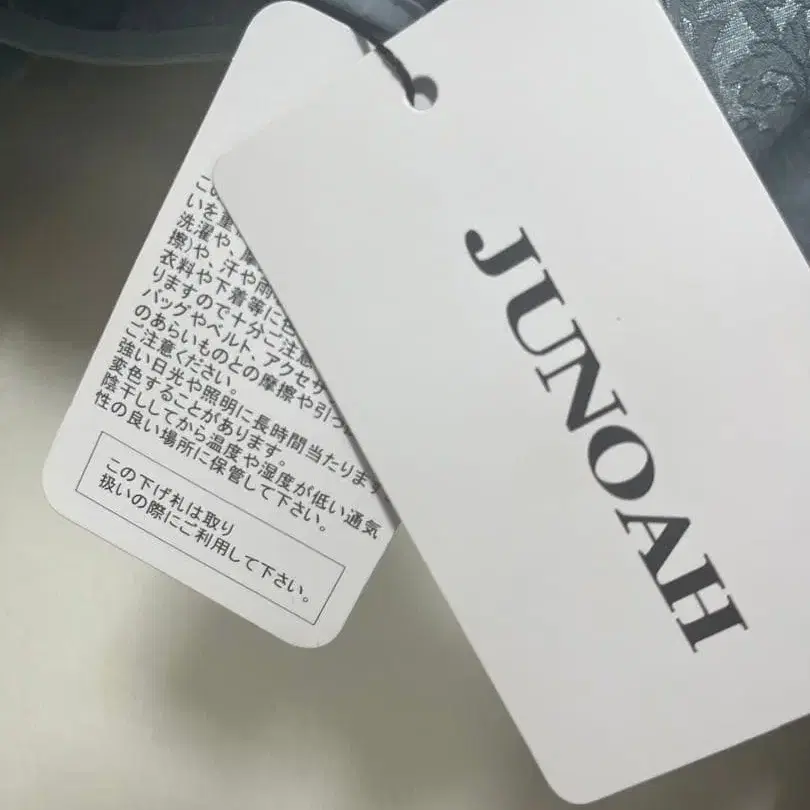 この
いを重
洗濯や、摩
擦)や、汗や雨
衣料や下着等に色
りますので十分ご注意
バッグやベルト、アクセサ
のあらいものとの摩擦や引っ
ご注意ください。
強い日光や照明に長時間当たります
変色することがあります。
陰干ししてから温度や湿度が低い通気
性の良い場所に保管して下さい。
この下げ札は取り
扱いの際にご利用して下さい。
JUNOAH